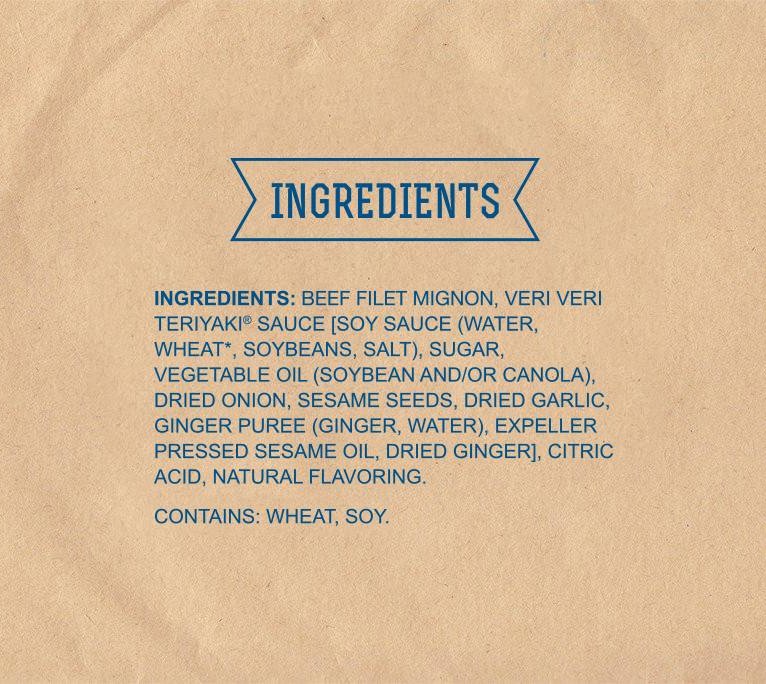 INGREDIENTS
INGREDIENTS: BEEF FILET MIGNON, VERI VERI
TERIYAKI® SAUCE [SOY SAUCE (WATER,
WHEAT*, SOYBEANS, SALT), SUGAR,
VEGETABLE OIL (SOYBEAN AND/OR CANOLA),
DRIED ONION, SESAME SEEDS, DRIED GARLIC,
GINGER PUREE (GINGER, WATER), EXPELLER
PRESSED SESAME OIL, DRIED GINGER], CITRIC
ACID, NATURAL FLAVORING.
CONTAINS: WHEAT, SOY.